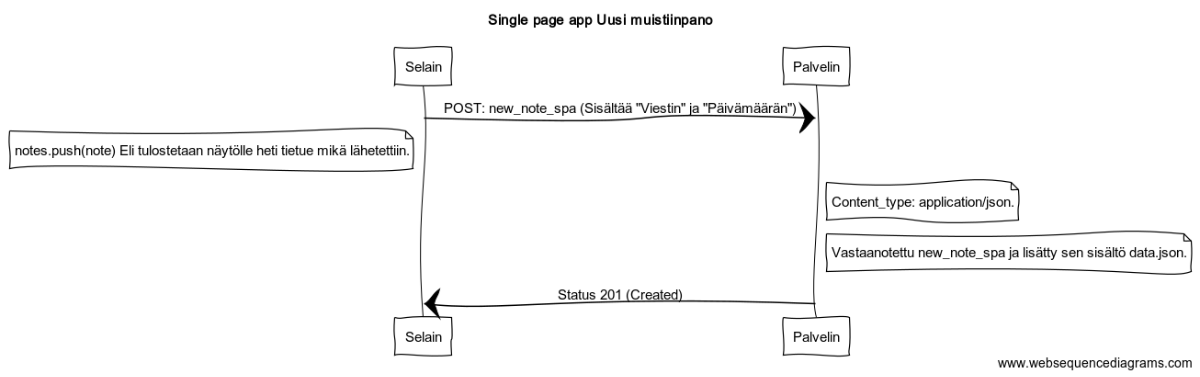 Single page app Uusi muistiinpano
Selain
Palvelin
POST: new_note_spa (Sisältää "Viestin" ja "Päivämäärän")
notes.push(note) Eli tulostetaan näytölle heti tietue mikä lähetettiin.
Content_type: application/json.
Vastaanotettu new_note_spa ja lisätty sen sisältö data.json.
Status 201 (Created)
Selain
Palvelin
www.websequencediagrams.com